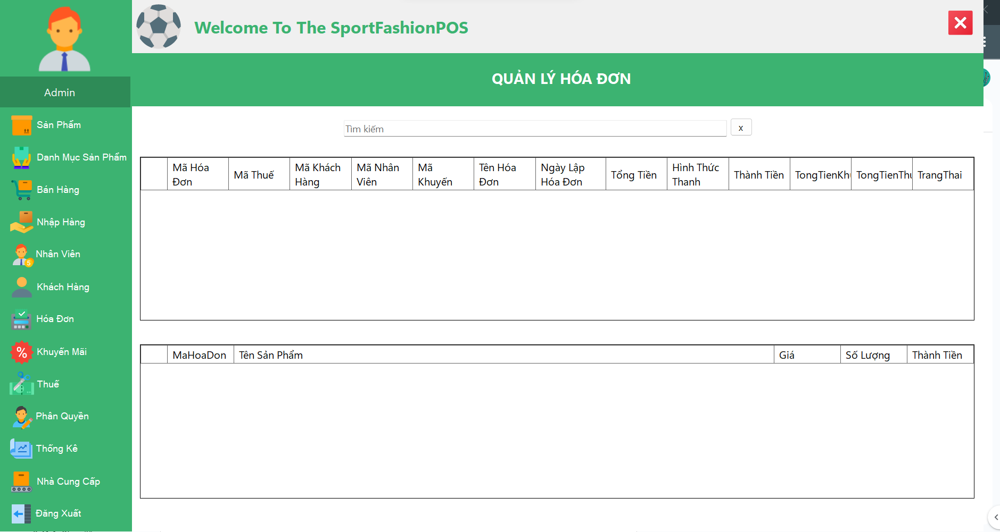 Welcome To The SportFashionPOS
QUẢN LÝ HÓA ĐƠN
Admin
Sản Phẩm
Danh Mục Sản Phẩm
Bán Hàng
Nhập Hàng
Nhân Viên
Khách Hàng
Hóa Đơn
Khuyến Mãi
Thuế
Phân Quyền
Thống Kê
Nhà Cung Cấp
Đăng Xuất
Tìm kiếm
x
Mã Hóa
Đơn
Mã Thuế
Mã Khách
Hàng
Mã Nhân
Viên
Mã
Khuyến
Tên Hóa
Đơn
Ngày Lập
Hóa Đơn
Tổng Tiền
Hình Thức
Thanh
Thành Tiền
TongTienKhu
TongTienThu
TrangThai
MaHoaDon
Tên Sản Phẩm
Giá
Số Lượng
Thành Tiền